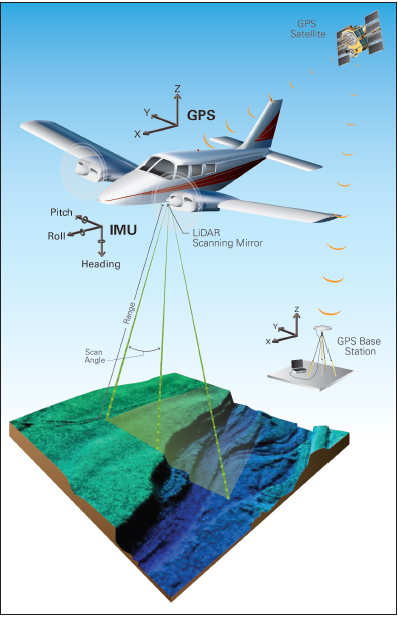 GPS
Satellite
Z
Y
GPS
X
Pitch
IMU
Roll
Heading
LiDAR
Scanning Mirror
Range
Scan
Angle
Z
Y
X
GPS Base
Station